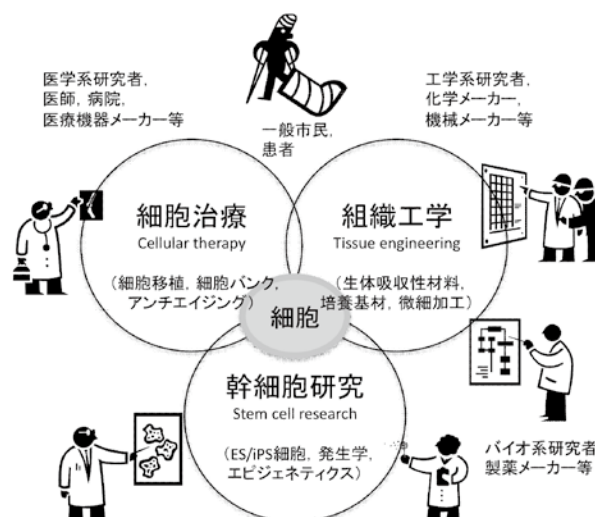 医学系研究者,
医師, 病院,
医療機器メーカー等
一般市民,
患者
工学系研究者,
化学メーカー,
機械メーカー等
細胞治療
Cellular therapy
（細胞移植, 細胞バンク,
アンチエイジング）
組織工学
Tissue engineering
（生体吸収性材料,
培養基材, 微細加工）
細胞
幹細胞研究
Stem cell research
（ES/iPS細胞, 発生学,
エピジェネティクス）
バイオ系研究者
製薬メーカー等